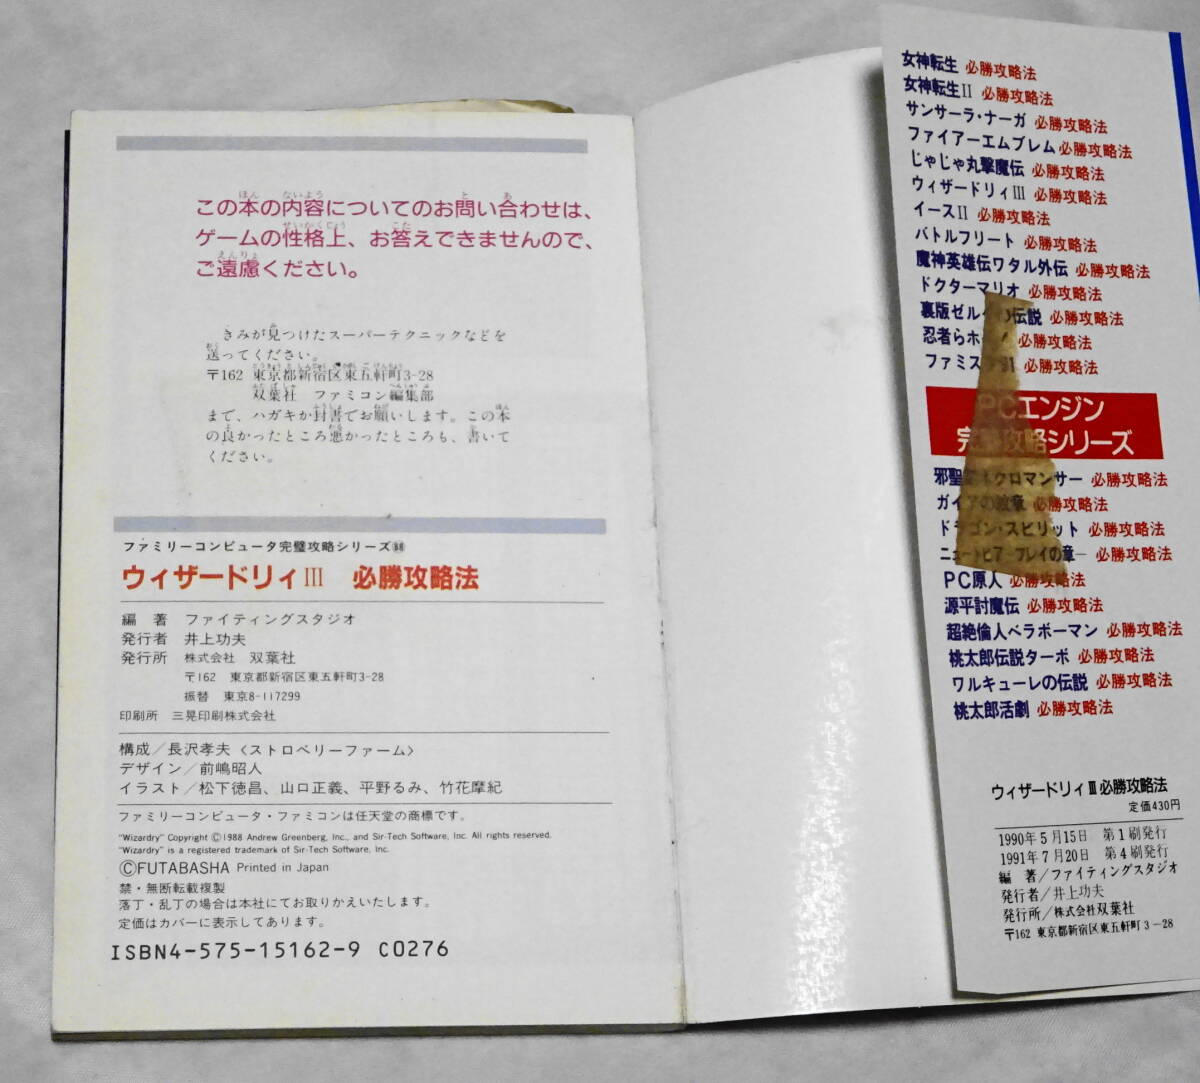 この本の内容についてのお問い合わせは、
ゲームの性格上、お答えできませんので、
ご遠慮ください。
きみが見つけたスーパーテクニックなどを
送ってください。
〒162 東京都新宿区東五軒町3-28
双葉社 ファミコン編集部
まで、ハガキか封書でお願いします。この本
の良かったところ悪かったところも、書いて
ください。
ファミリーコンピュータ完璧攻略シリーズ
ウィザードリィIII 必勝攻略法
編 著 ファイティングスタジオ
発行者 井上功夫
発行所 株式会社 双葉社
〒162 東京都新宿区東五軒町3-28
振替 東京8-117299
印刷所 三晃印刷株式会社
構成/長沢孝夫〈ストロベリーファーム〉
デザイン/前嶋昭人
イラスト/松下徳昌、山口正義、平野るみ、竹花摩紀
ファミリーコンピュータ・ファミコンは任天堂の商標です。
"Wizardry" Copyright ©1988 Andrew Greenberg, Inc., and Sir-Tech Software, Inc. All rights reserved.
"Wizardry" is a registered trademark of Sir-Tech Software, Inc.
©FUTABASHA Printed in Japan
禁・無断転載複製
落丁・乱丁の場合は本社にてお取りかえいたします。
定価はカバーに表示してあります。
ISBN4-575-15162-9 C0276
女神転生 必勝攻略法
女神転生II 必勝攻略法
サンサーラ・ナーガ 必勝攻略法
ファイアーエムブレム 必勝攻略法
じゃじゃ丸撃魔伝 必勝攻略法
ウィザードリィIII 必勝攻略法
イースII 必勝攻略法
バトルフリート 必勝攻略法
魔神英雄伝ワタル外伝 必勝攻略法
ドクターマリオ 必勝攻略法
裏版ゼル の伝説 必勝攻略法
忍者らホ 必勝攻略法
ファミス 91 必勝攻略法
PCエンジン
完璧攻略シリーズ
邪聖 ネクロマンサー 必勝攻略法
ガイアの紋章 必勝攻略法
ドラゴン・スピリット 必勝攻略法
ニュートピア―フレイの章― 必勝攻略法
PC原人 必勝攻略法
源平討魔伝 必勝攻略法
超絶倫人ベラボーマン 必勝攻略法
桃太郎伝説ターボ 必勝攻略法
ワルキューレの伝説 必勝攻略法
桃太郎活劇 必勝攻略法
ウィザードリィIII必勝攻略法
定価430円
1990年5月15日 第1刷発行
1991年7月20日 第4刷発行
編 著/ファイティングスタジオ
発行者/井上功夫
発行所/株式会社双葉社
〒162 東京都新宿区東五軒町3-28